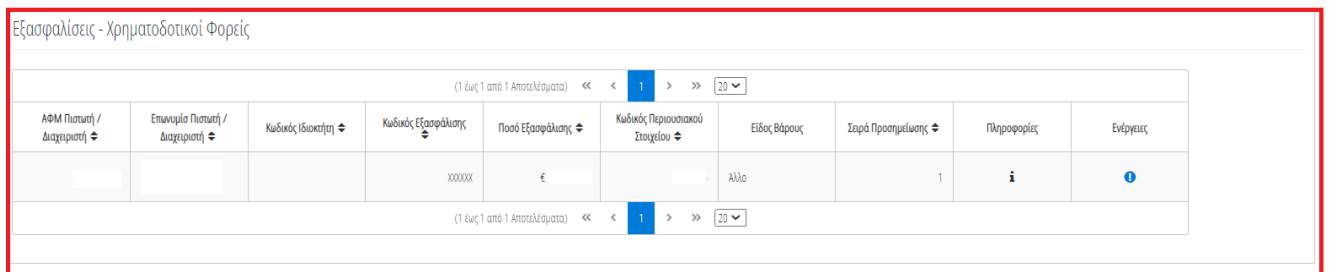 Εξασφαλίσεις - Χρηματοδοτικοί Φορείς
(1 έως 1 από 1 Αποτελέσματα) « < 1 > » 20
ΑΦΜ Πιστωτή / Διαχειριστή Επωνυμίσ Πιστωτή / Διαχειριστή Κωδικός Ιδιοκτήτη Κωδικός Εξασφάλισης Ποσό Εξασφάλισης Κωδικός Περιουσιακού Στοιχείου Είδος Βάρους Σειρά Προσημείωσης Πληροφορίες Ενέργειες
XXXXXX € Άλλο 1
(1 έως 1 από 1 Αποτελέσματα) « < 1 > » 20